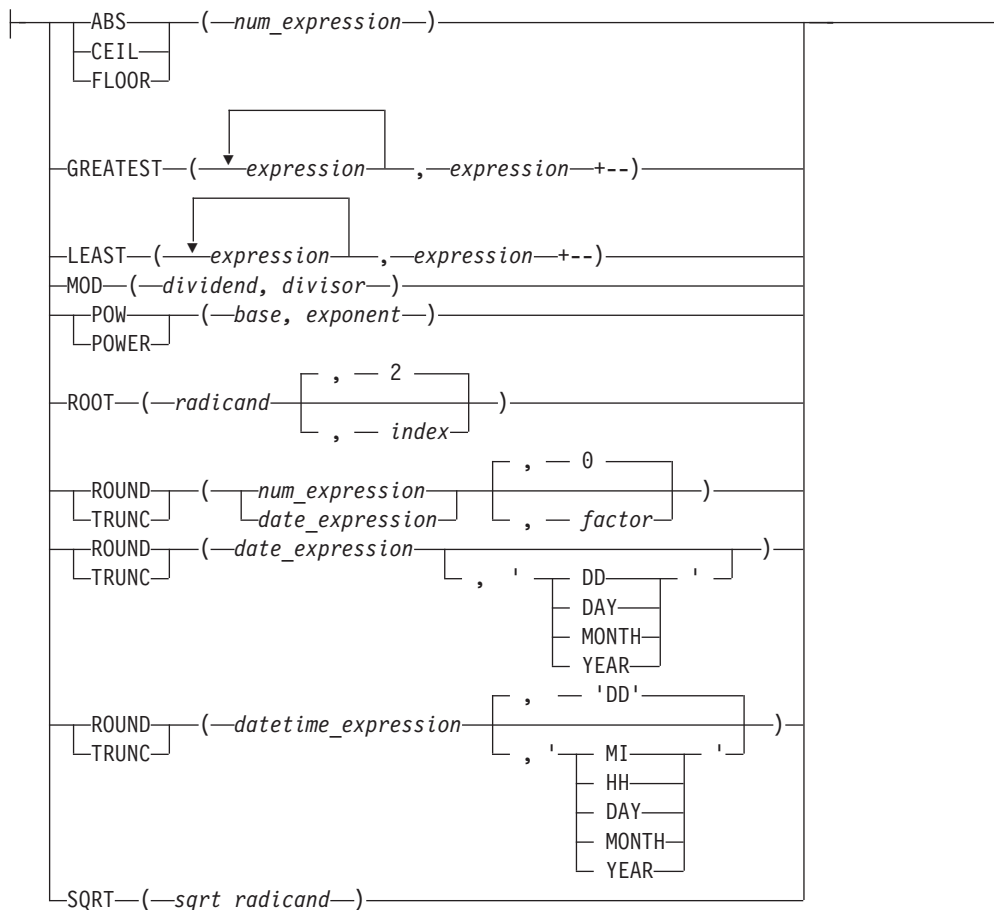 ABS ( num_expression )
CEIL
FLOOR
GREATEST ( expression , expression +--)
LEAST ( expression , expression +--)
MOD ( dividend, divisor )
POW ( base, exponent )
POWER
, 2
ROOT ( radicand )
, index
, 0
ROUND ( num_expression )
TRUNC date_expression , factor
ROUND ( date_expression )
TRUNC , ' DD '
DAY
MONTH
YEAR
, 'DD'
ROUND ( datetime_expression )
TRUNC , ' MI '
HH
DAY
MONTH
YEAR
SQRT ( sqrt_radicand )